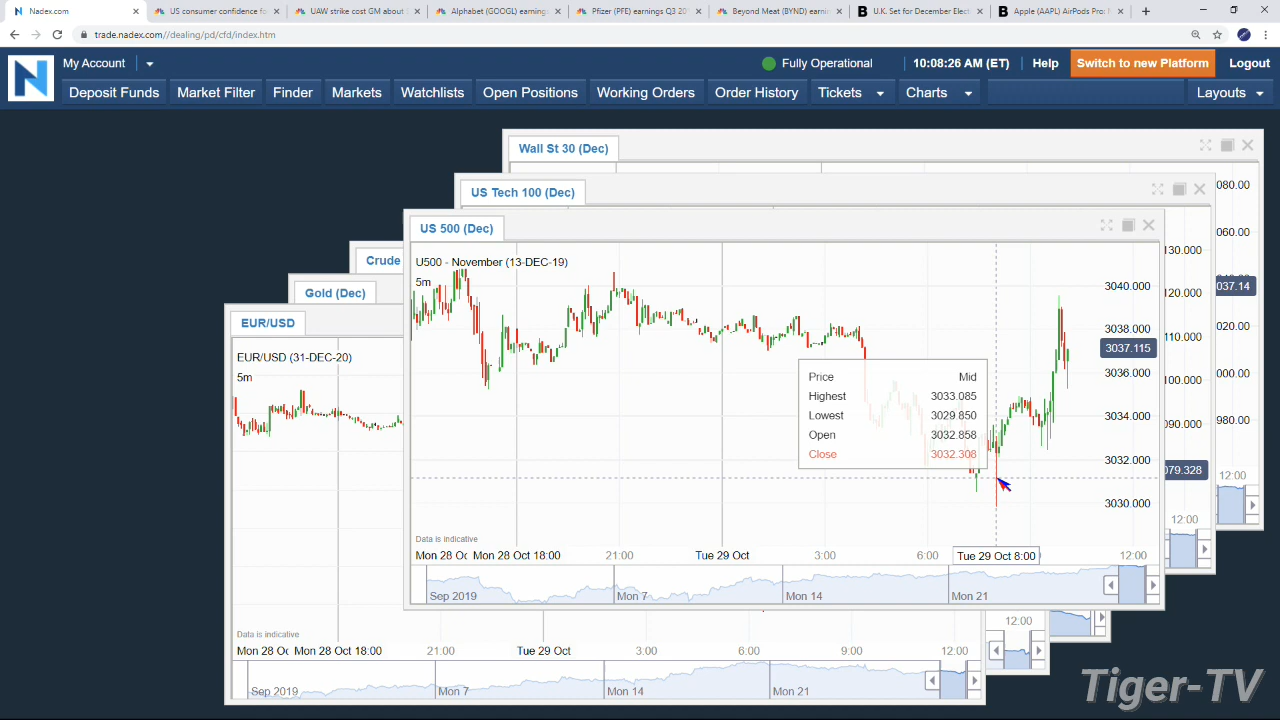 Nadex.com
US consumer confidence fo
UAW strike cost GM about
Alphabet (GOOGL) earning
Pfizer (PFE) earnings Q3 20
Beyond Meat (BYND) earni
U.K. Set for December Elect
Apple (AAPL) AirPods Pro:
trade.nadex.com//dealing/pd/cfd/index.htm
My Account
Fully Operational
10:08:26 AM (ET)
Help
Switch to new Platform
Logout
N
Deposit Funds
Market Filter
Finder
Markets
Watchlists
Open Positions
Working Orders
Order History
Tickets
Charts
Layouts
Wall St 30 (Dec)
080.00
060.00
037.14
020.00
000.00
980.00
12:00
US Tech 100 (Dec)
130.000
120.000
110.000
100.000
090.000
079.328
12:00
US 500 (Dec)
U500 - November (13-DEC-19)
5m
3040.000
3038.000
3037.115
3036.000
3034.000
3032.000
3030.000
Price Mid
Highest 3033.085
Lowest 3029.850
Open 3032.858
Close 3032.308
Data is indicative
Mon 28 Oc Mon 28 Oct 18:00 21:00 Tue 29 Oct 3:00 6:00 Tue 29 Oct 8:00 12:00
Sep 2019 Mon 7 Mon 14 Mon 21
Crude
Gold (Dec)
12:00
EUR/USD
EUR/USD (31-DEC-20)
5m
Data is indicative
Mon 28 Oc Mon 28 Oct 18:00 21:00 Tue 29 Oct 3:00 6:00 9:00 12:00
Sep 2019 Mon 7 Mon 14 Mon 21
Tiger-TV